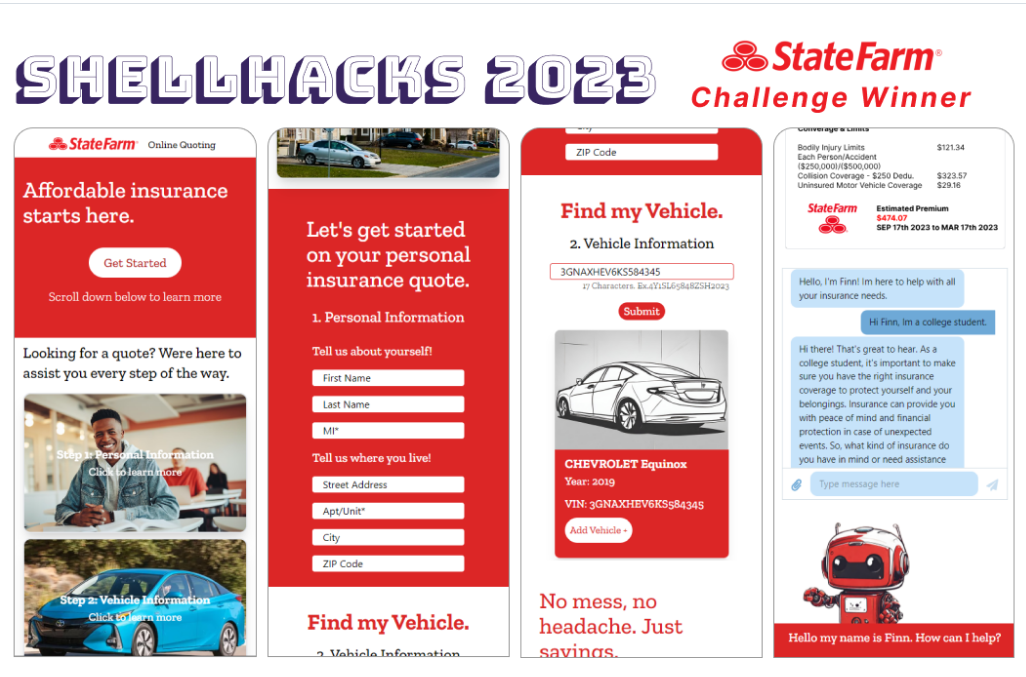 SHELLHACKS 2023
StateFarm®
Challenge Winner
StateFarm Online Quoting
Affordable insurance
starts here.
Get Started
Scroll down below to learn more
Looking for a quote? Were here to
assist you every step of the way.
Step 1: Personal Information
Click to learn more
Step 2: Vehicle Information
Click to learn more
Let's get started
on your personal
insurance quote.
1. Personal Information
Tell us about yourself!
First Name
Last Name
MI*
Tell us where you live!
Street Address
Apt/Unit*
City
ZIP Code
Find my Vehicle.
2. Vehicle Information
City
ZIP Code
Find my Vehicle.
2. Vehicle Information
3GNAXHEV6KS584345
17 Characters. Ex.4Y1SL65848ZSH2023
Submit
CHEVROLET Equinox
Year: 2019
VIN: 3GNAXHEV6KS584345
Add Vehicle +
No mess, no
headache. Just
savings.
Converage & Limits
Bodily Injury Limits $121.34
Each Person/Accident
($250,000)/($500,000)
Collision Coverage - $250 Dedu. $323.57
Uninsured Motor Vehicle Coverage $29.16
StateFarm
Estimated Premium
$474.07
SEP 17th 2023 to MAR 17th 2023
Hello, I'm Finn! Im here to help with all
your insurance needs.
Hi Finn, Im a college student.
Hi there! That's great to hear. As a
college student, it's important to make
sure you have the right insurance
coverage to protect yourself and your
belongings. Insurance can provide you
with peace of mind and financial
protection in case of unexpected
events. So, what kind of insurance do
you have in mind or need assistance
Type message here
Hello my name is Finn. How can I help?